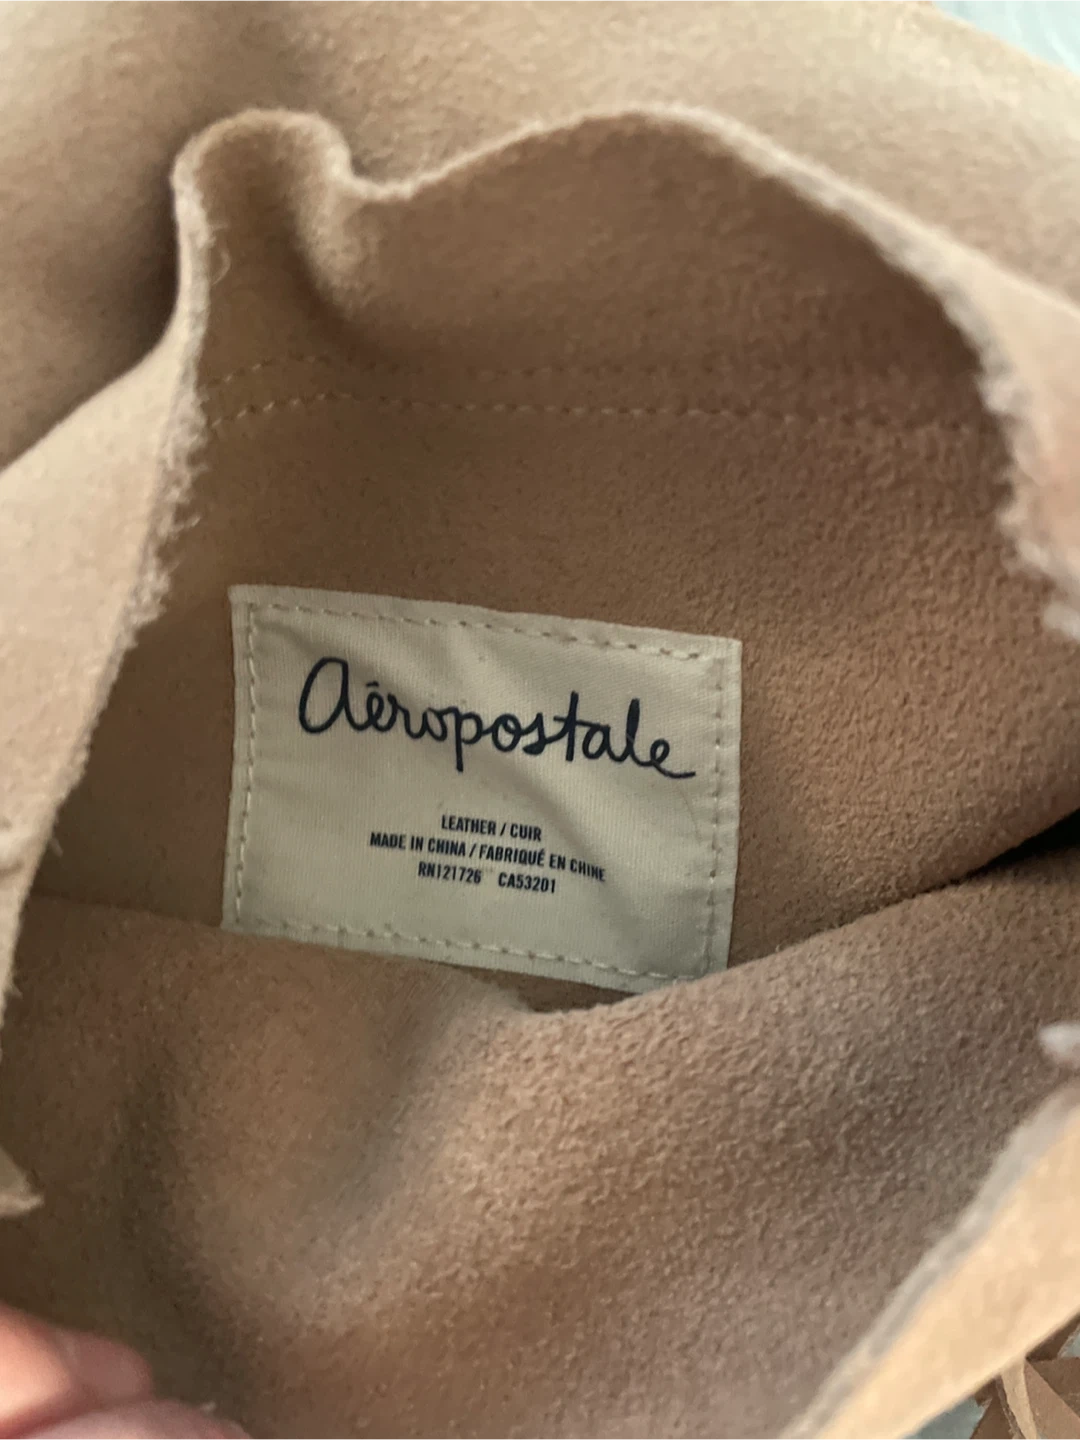 aéropostale
LEATHER / CUIR
MADE IN CHINA / FABRIQUÉ EN CHINE
RN121726 CA53201